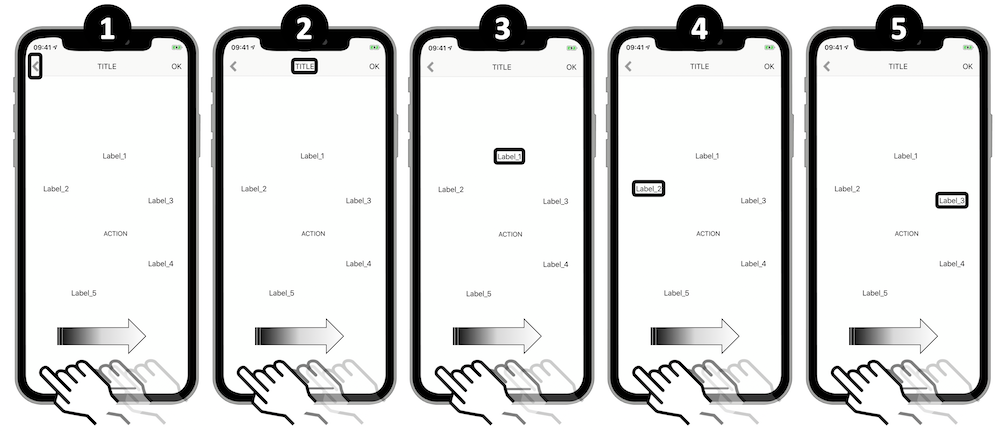 1
09:41
TITLE OK
Label_1
Label_2
Label_3
ACTION
Label_4
Label_5
2
09:41
TITLE OK
Label_1
Label_2
Label_3
ACTION
Label_4
Label_5
3
09:41
TITLE OK
Label_1
Label_2
Label_3
ACTION
Label_4
Label_5
4
09:41
TITLE OK
Label_1
Label_2
Label_3
ACTION
Label_4
Label_5
5
09:41
TITLE OK
Label_1
Label_2
Label_3
ACTION
Label_4
Label_5